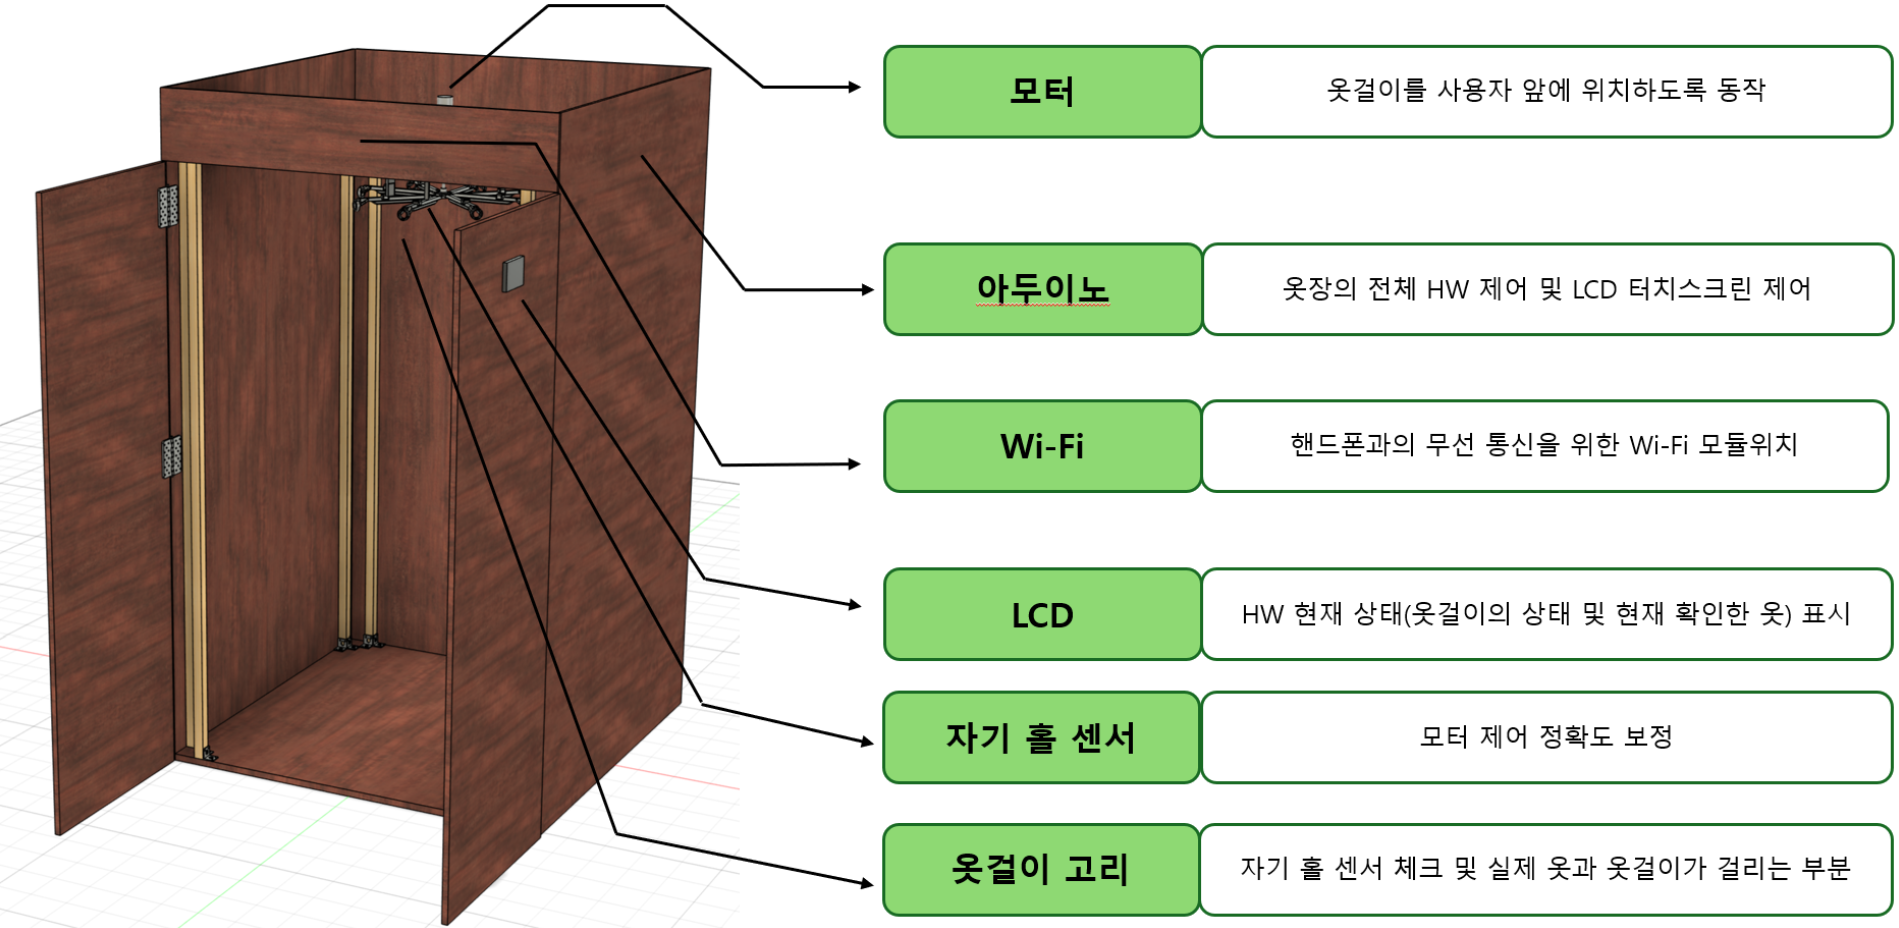 모터
옷걸이를 사용자 앞에 위치하도록 동작
아두이노
옷장의 전체 HW 제어 및 LCD 터치스크린 제어
Wi-Fi
핸드폰과의 무선 통신을 위한 Wi-Fi 모듈위치
LCD
HW 현재 상태(옷걸이의 상태 및 현재 확인한 옷) 표시
자기 홀 센서
모터 제어 정확도 보정
옷걸이 고리
자기 홀 센서 체크 및 실제 옷과 옷걸이가 걸리는 부분